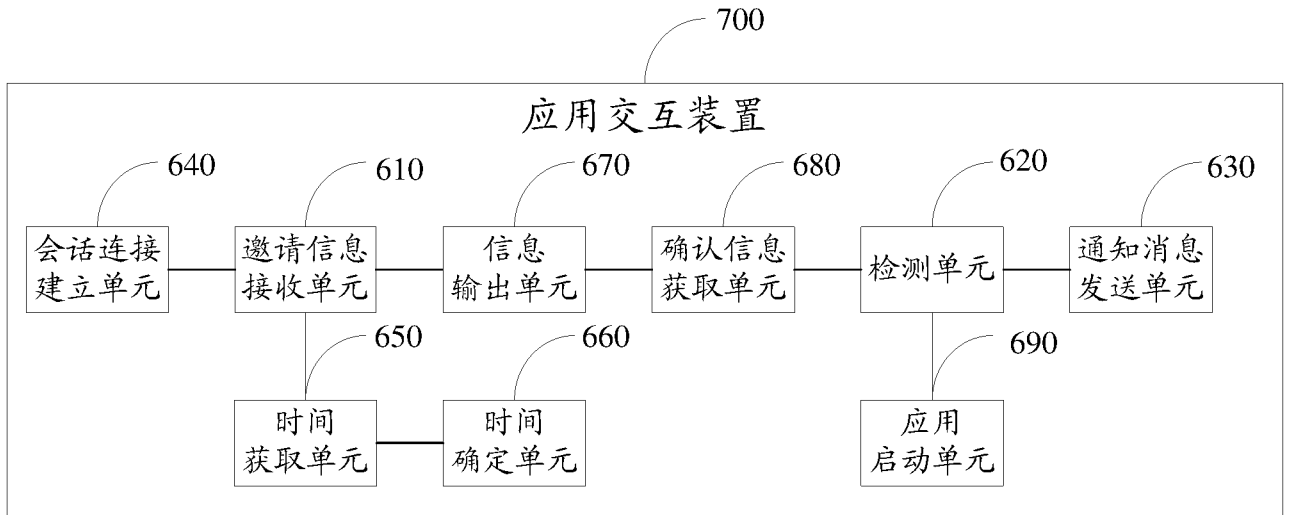 700
应用交互装置
640
610
670
680
620
630
会话连接
建立单元
邀请信息
接收单元
信息
输出单元
确认信息
获取单元
检测单元
通知消息
发送单元
650
660
690
时间
获取单元
时间
确定单元
应用
启动单元